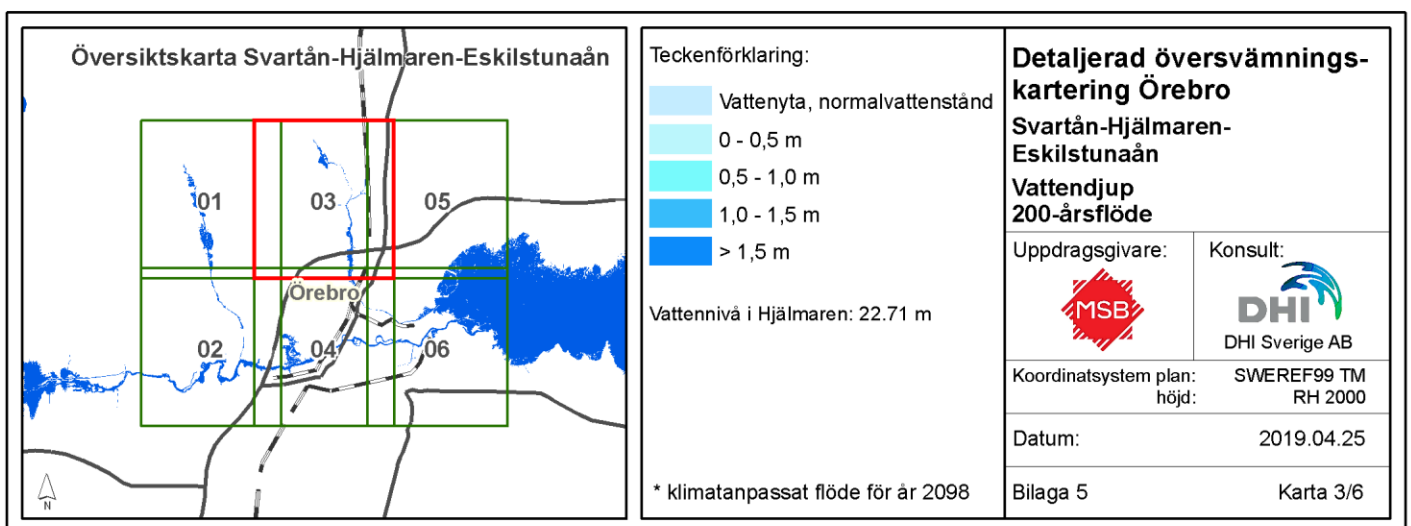 Översiktskarta Svartån-Hjälmaren-Eskilstunaån
01
03
05
Örebro
02
04
06
N
Teckenförklaring:
Vattenyta, normalvattenstånd
0 - 0,5 m
0,5 - 1,0 m
1,0 - 1,5 m
> 1,5 m
Vattennivå i Hjälmaren: 22.71 m
* klimatanpassat flöde för år 2098
Detaljerad översvämnings-
kartering Örebro
Svartån-Hjälmaren-
Eskilstunaån
Vattendjup
200-årsflöde
Uppdragsgivare:
MSB
Konsult:
DHI
DHI Sverige AB
Koordinatsystem plan: SWEREF99 TM
höjd: RH 2000
Datum: 2019.04.25
Bilaga 5 Karta 3/6